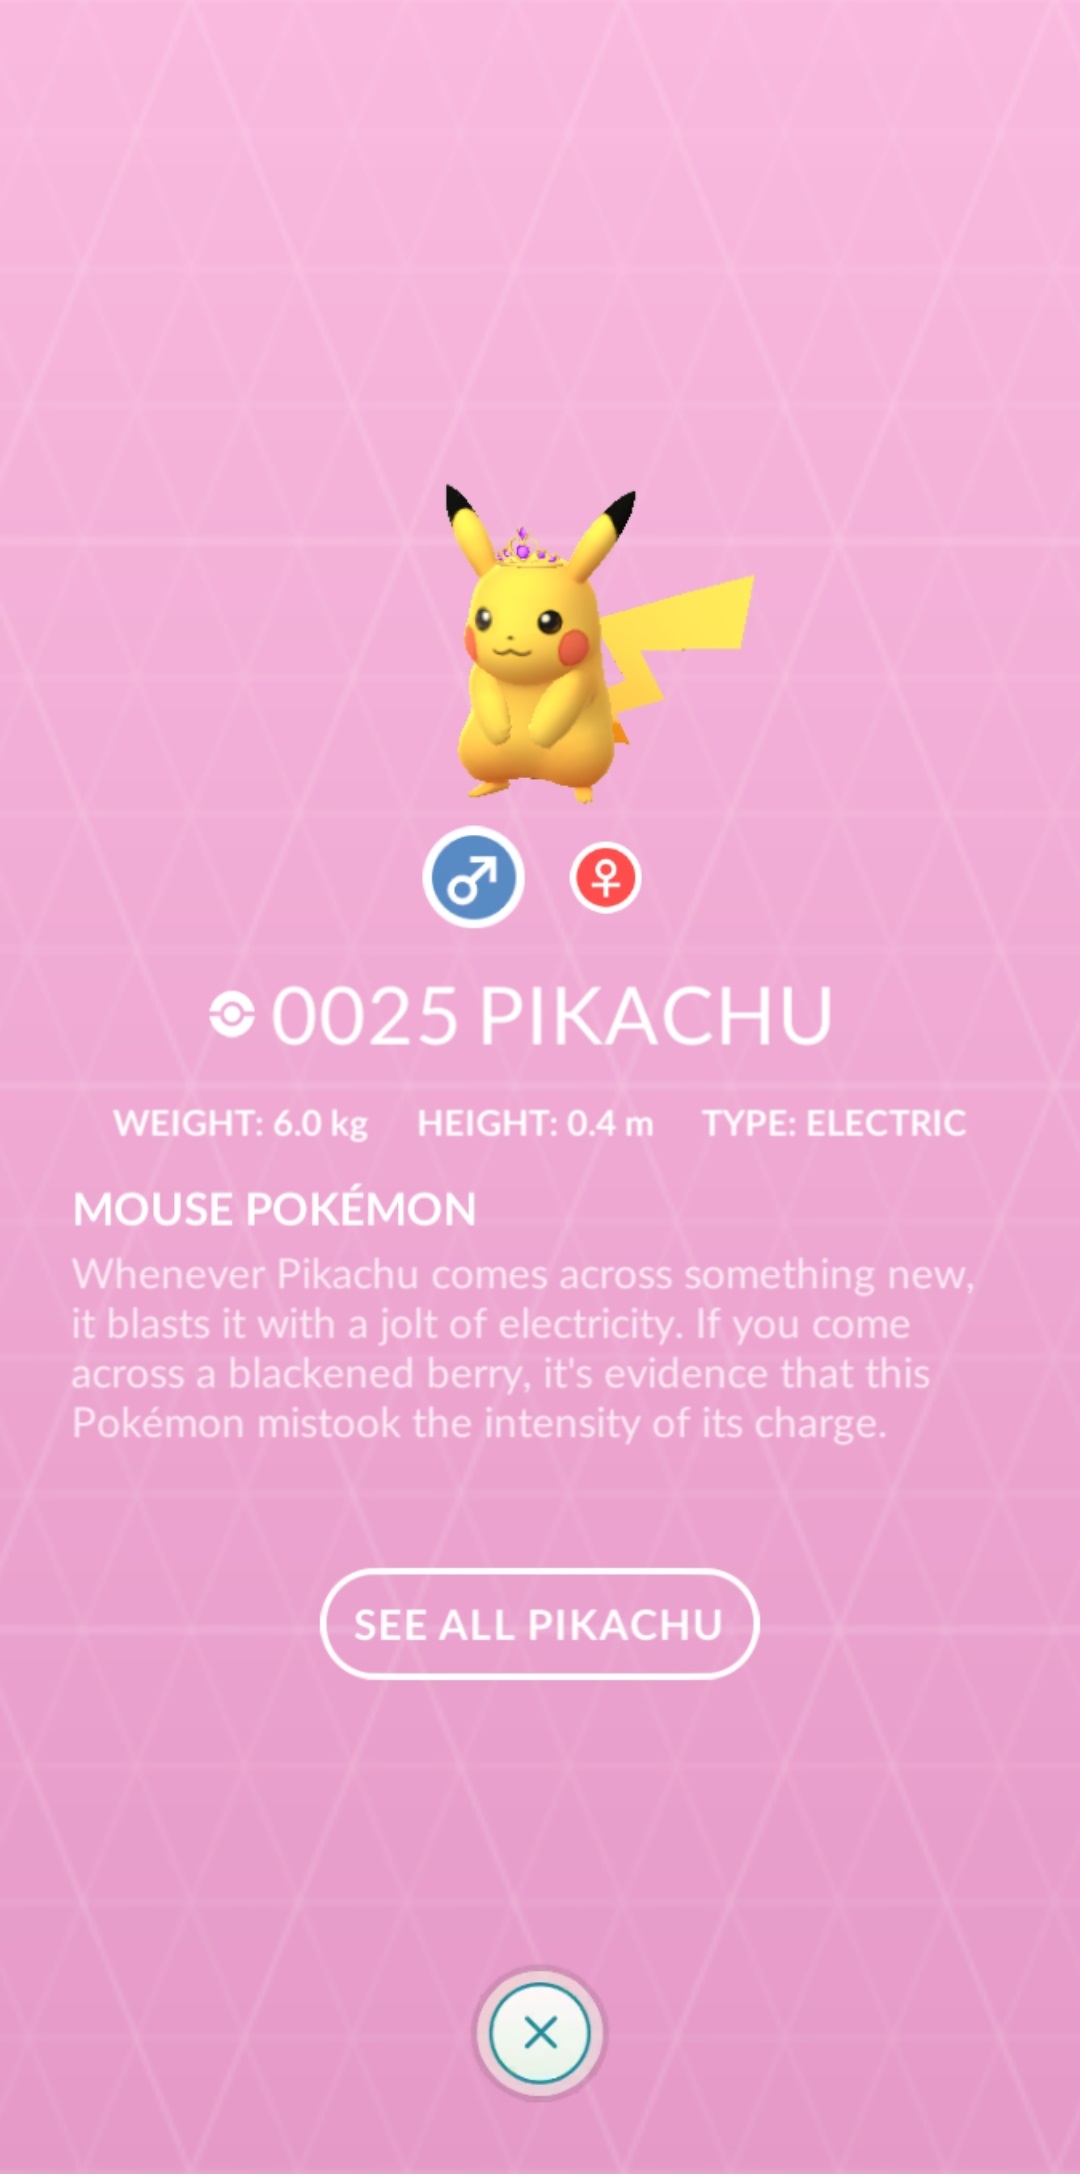 0025 PIKACHU
WEIGHT: 6.0 kg HEIGHT: 0.4 m TYPE: ELECTRIC
MOUSE POKÉMON
Whenever Pikachu comes across something new,
it blasts it with a jolt of electricity. If you come
across a blackened berry, it's evidence that this
Pokémon mistook the intensity of its charge.
SEE ALL PIKACHU